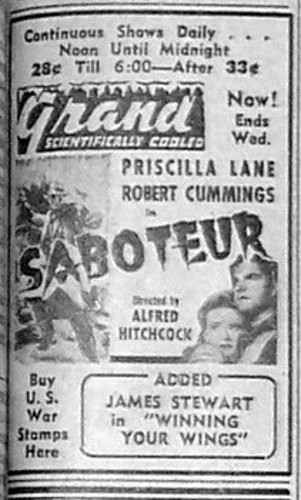 Continuous Shows Daily . . .
Noon Until Midnight
28¢ Till 6:00—After 33¢
Grand
SCIENTIFICALLY COOLED
Now!
Ends
Wed.
PRISCILLA LANE
ROBERT CUMMINGS
in
SABOTEUR
Directed by
ALFRED
HITCHCOCK
Buy
U. S.
War
Stamps
Here
ADDED
JAMES STEWART
in "WINNING
YOUR WINGS"